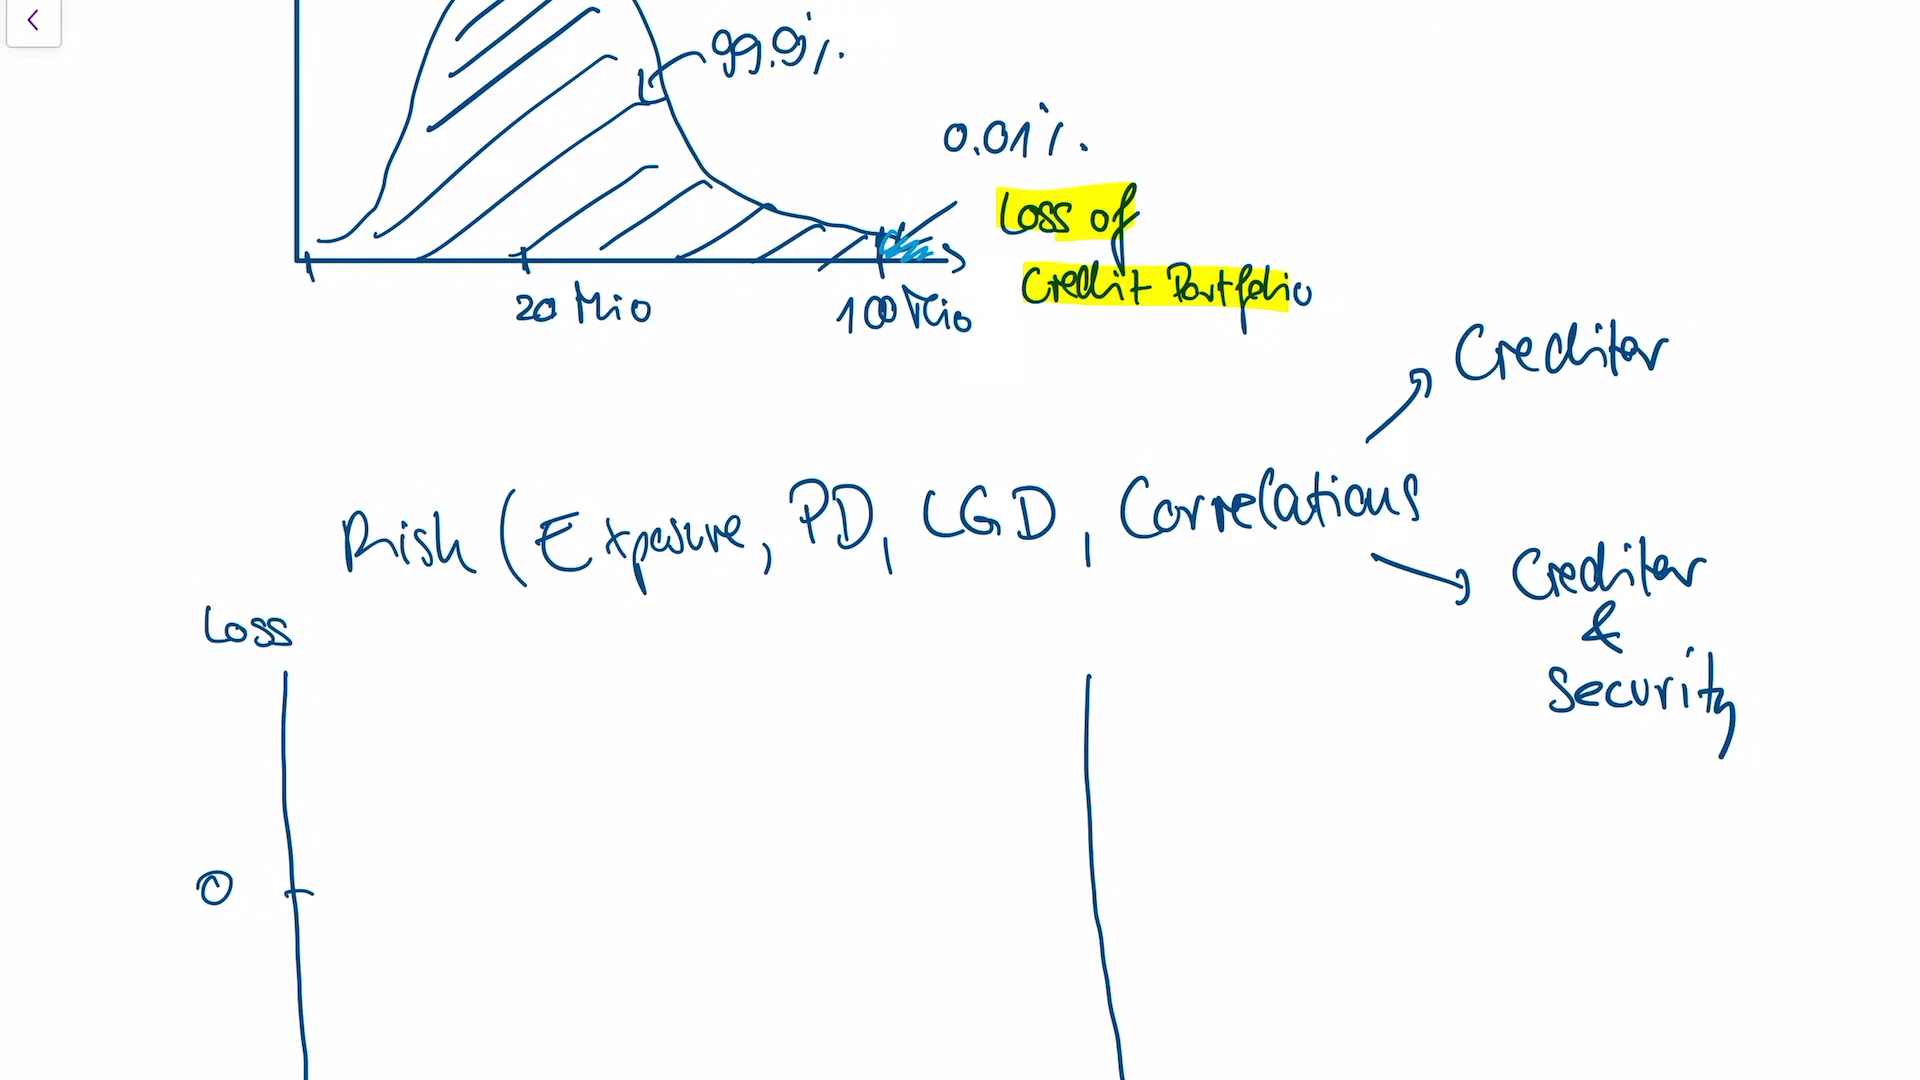 99.9%.
0.01%.
Loss of
Credit Portfolio
20 Mio
100 Mio
Creditor
Risk (Exposure, PD, LGD, Correlations
Creditor
&
security
Loss
0